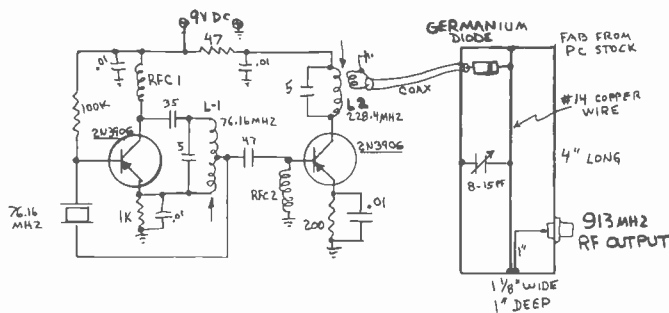 9V DC
47
.01
RFC 1
.01
100K
2N3906
35
L-1
76.16 MHZ
5
47
1K
.01
76.16
MHZ
RFC2
5
L2
228.4MHZ
2N3906
200
.01
COAX
GERMANIUM
DIODE
FAB FROM
PC STOCK
#14 COPPER
WIRE
4" LONG
8-15PF
1"
913 MHZ
RF OUTPUT
1 1/8" WIDE
1" DEEP